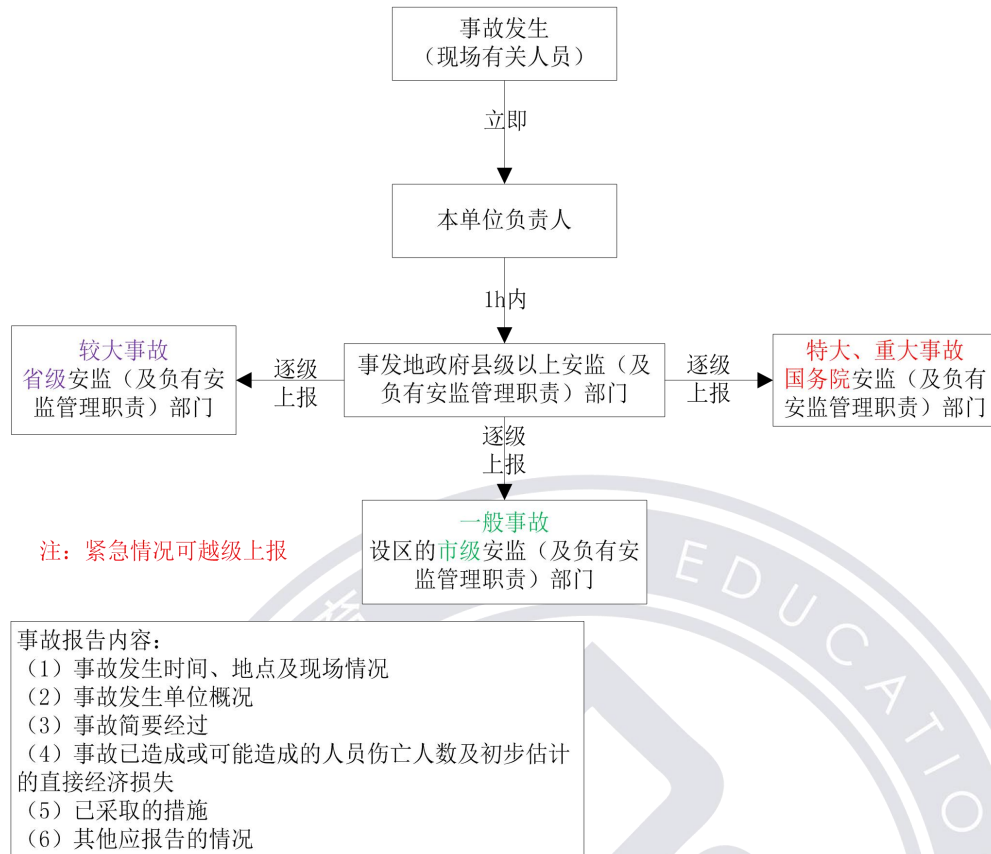 事故发生
（现场有关人员）
立即
本单位负责人
1h内
较大事故
省级安监（及负有安
监管理职责）部门
逐级
上报
事发地政府县级以上安监（及
负有安监管理职责）部门
逐级
上报
特大、重大事故
国务院安监（及负有
安监管理职责）部门
逐级
上报
一般事故
设区的市级安监（及负有安
监管理职责）部门
注：紧急情况可越级上报
EDUCATIO
事故报告内容：
（1）事故发生时间、地点及现场情况
（2）事故发生单位概况
（3）事故简要经过
（4）事故已造成或可能造成的人员伤亡人数及初步估计
的直接经济损失
（5）已采取的措施
（6）其他应报告的情况